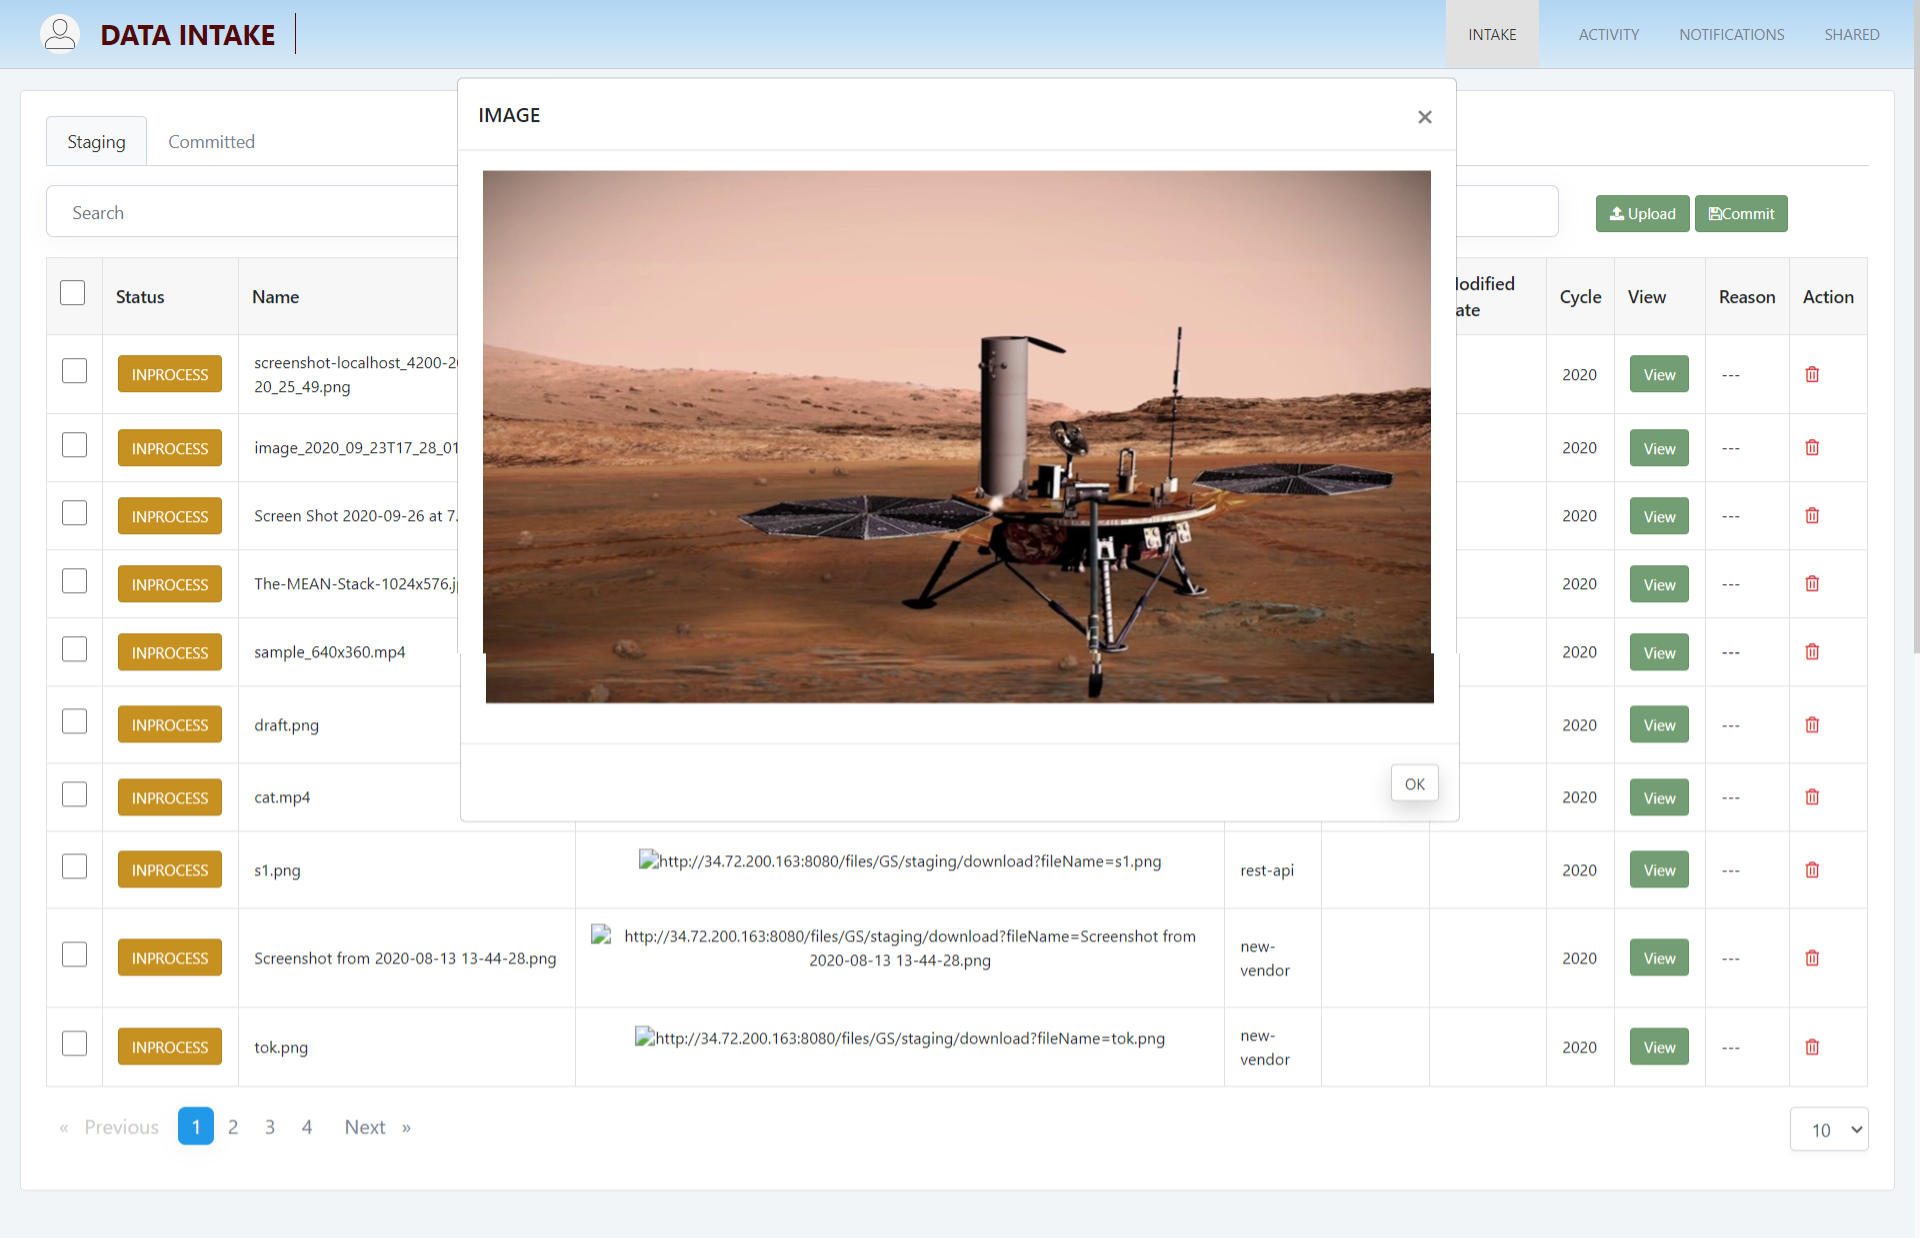 DATA INTAKE
INTAKE
ACTIVITY
NOTIFICATIONS
SHARED
IMAGE
×
Staging
Committed
Search
Upload
Commit
Status
Name
Cycle
View
Reason
Action
INPROCESS
screenshot-localhost_4200-20
20_25_49.png
2020
View
---
INPROCESS
image_2020_09_23T17_28_01
2020
View
---
INPROCESS
Screen Shot 2020-09-26 at 7.
2020
View
---
INPROCESS
The-MEAN-Stack-1024x576.j
2020
View
---
INPROCESS
sample_640x360.mp4
2020
View
---
INPROCESS
draft.png
2020
View
---
INPROCESS
cat.mp4
2020
View
---
OK
INPROCESS
s1.png
http://34.72.200.163:8080/files/GS/staging/download?fileName=s1.png
rest-api
2020
View
---
INPROCESS
Screenshot from 2020-08-13 13-44-28.png
http://34.72.200.163:8080/files/GS/staging/download?fileName=Screenshot from
2020-08-13 13-44-28.png
new-
vendor
2020
View
---
INPROCESS
tok.png
http://34.72.200.163:8080/files/GS/staging/download?fileName=tok.png
new-
vendor
2020
View
---
« Previous 1 2 3 4 Next »
10